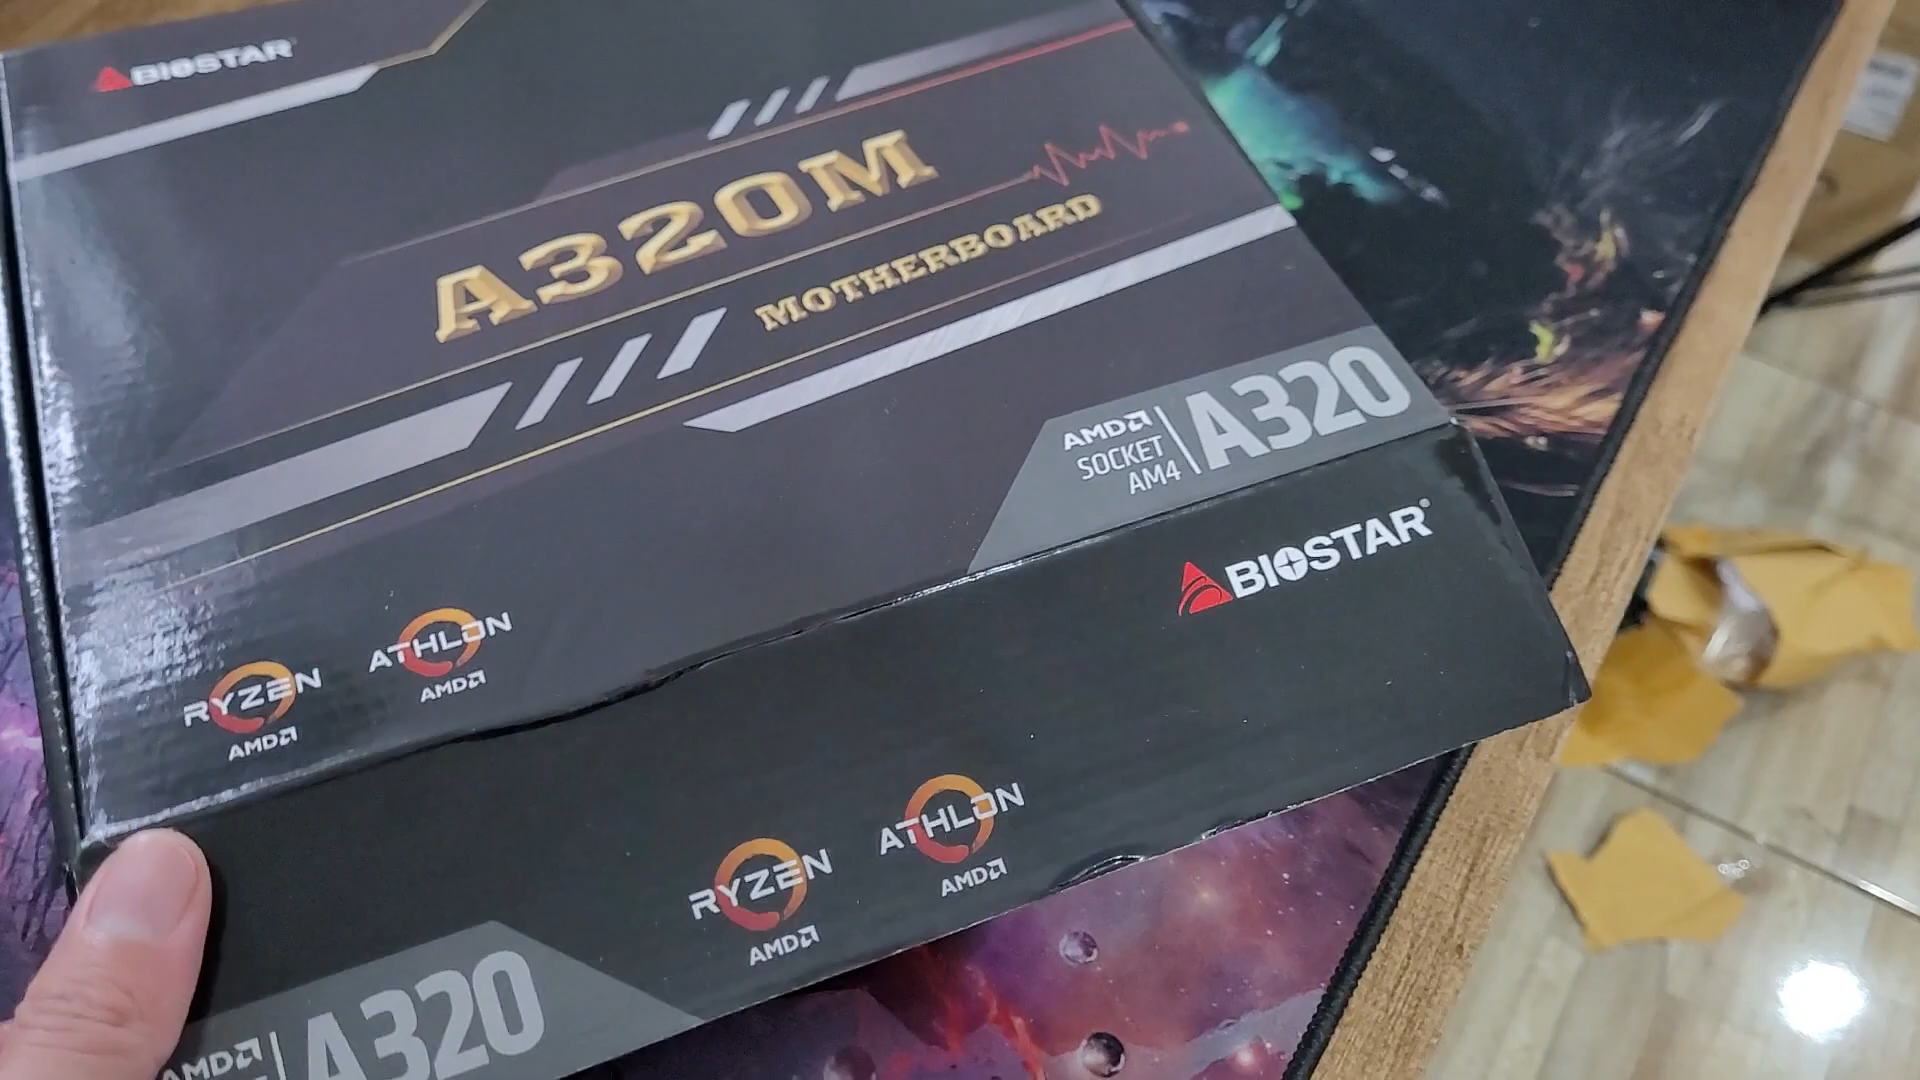 BIOSTAR
A320M
MOTHERBOARD
AMD
SOCKET
AM4
A320
BIOSTAR
RYZEN
AMD
ATHLON
AMD
RYZEN
AMD
ATHLON
AMD
AMD
A320